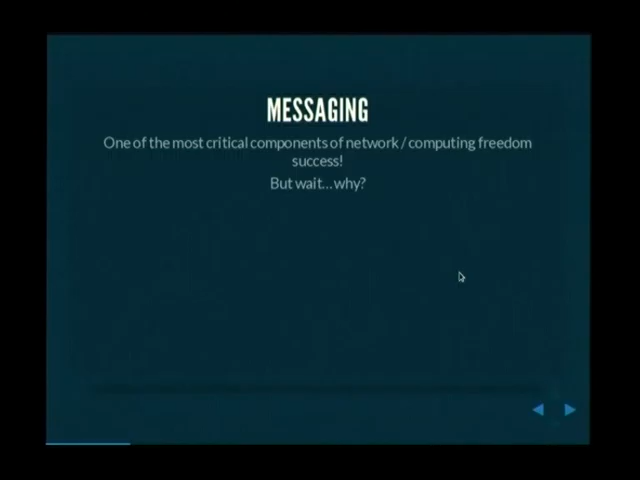 MESSAGING
One of the most critical components of network / computing freedom
success!
But wait...why?